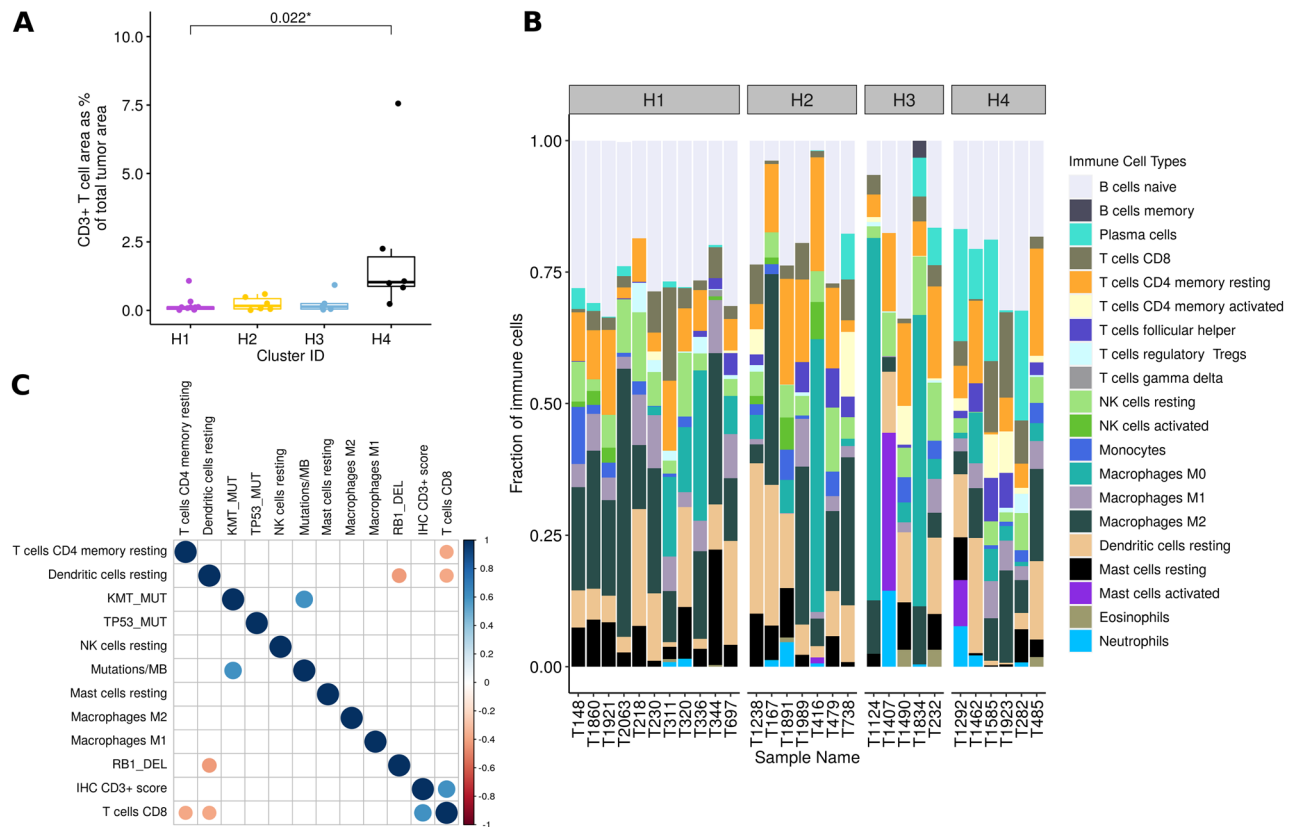 A
0.022*
10.0
7.5
5.0
2.5
0.0
CD3+ T cell area as %
of total tumor area
H1
H2
H3
H4
Cluster ID
B
H1
H2
H3
H4
1.00
0.75
0.50
0.25
0.00
Fraction of immune cells
T148
T1860
T1921
T2063
T218
T230
T311
T320
T336
T344
T697
T1238
T167
T1891
T1989
T416
T479
T738
T1124
T1407
T1490
T1834
T232
T1292
T1462
T1585
T1923
T282
T485
Sample Name
Immune Cell Types
B cells naive
B cells memory
Plasma cells
T cells CD8
T cells CD4 memory resting
T cells CD4 memory activated
T cells follicular helper
T cells regulatory Tregs
T cells gamma delta
NK cells resting
NK cells activated
Monocytes
Macrophages M0
Macrophages M1
Macrophages M2
Dendritic cells resting
Mast cells resting
Mast cells activated
Eosinophils
Neutrophils
C
T cells CD4 memory resting
Dendritic cells resting
KMT_MUT
TP53_MUT
NK cells resting
Mutations/MB
Mast cells resting
Macrophages M2
Macrophages M1
RB1_DEL
IHC CD3+ score
T cells CD8
T cells CD4 memory resting
Dendritic cells resting
KMT_MUT
TP53_MUT
NK cells resting
Mutations/MB
Mast cells resting
Macrophages M2
Macrophages M1
RB1_DEL
IHC CD3+ score
T cells CD8
1
0.8
0.6
0.4
0.2
0
-0.2
-0.4
-0.6
-0.8
-1